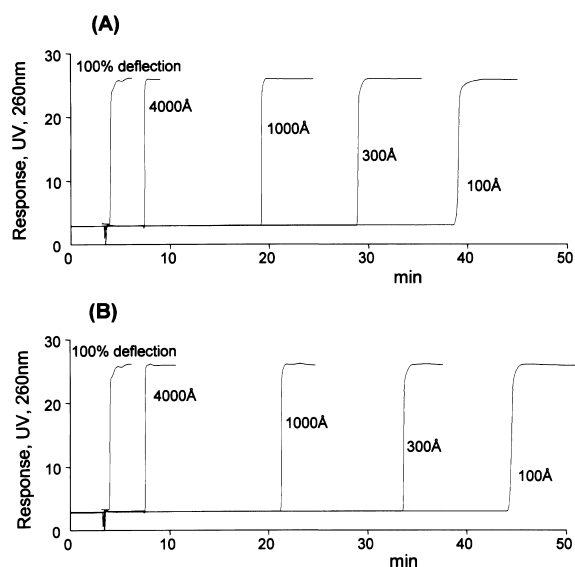 (A)
Response, UV, 260nm
30
20
10
0
100% deflection
4000Å
1000Å
300Å
100Å
0
10
20
30
40
50
min
(B)
Response, UV, 260nm
30
20
10
0
100% deflection
4000Å
1000Å
300Å
100Å
0
10
20
30
40
50
min